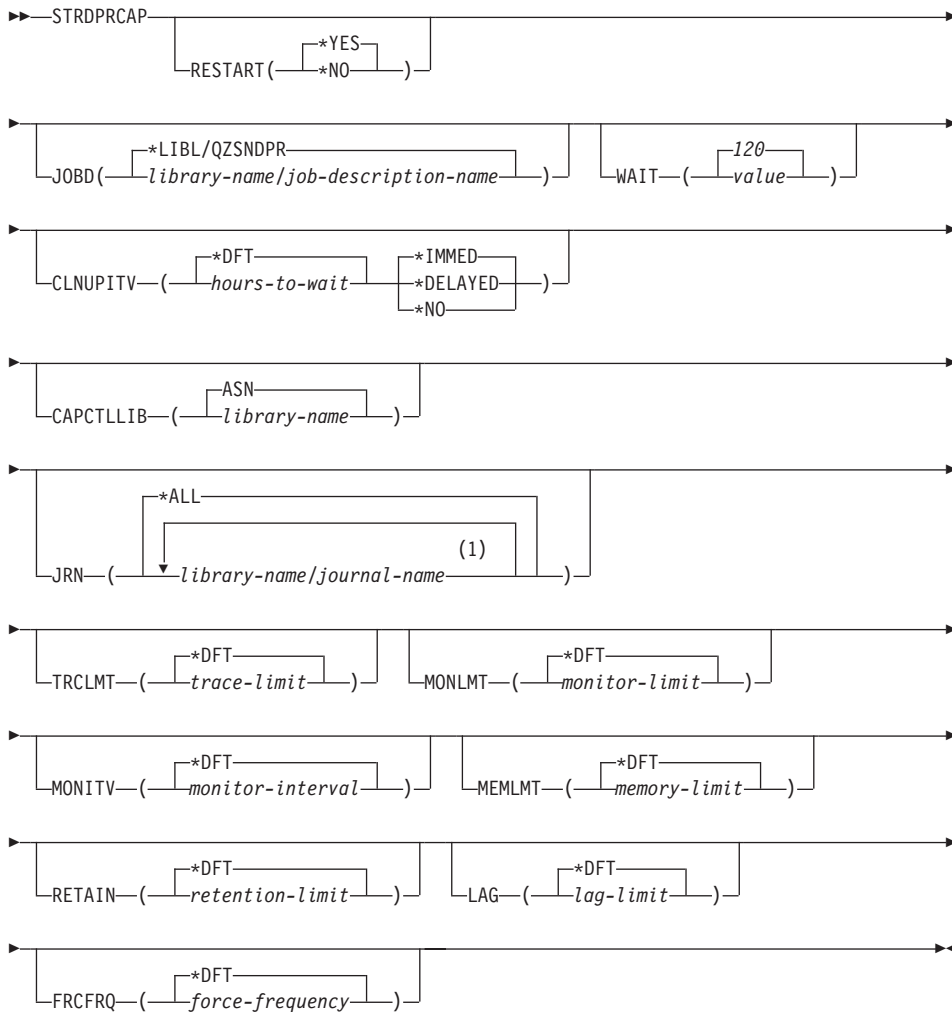 STRDPRCAP
*YES
RESTART( *NO )
*LIBL/QZSNDPR 120
JOBD( library-name/job-description-name ) WAIT ( value )
*DFT *IMMED
CLNUPITV ( hours-to-wait *DELAYED )
*NO
ASN
CAPCTLLIB ( library-name )
*ALL
(1)
JRN ( library-name/journal-name )
*DFT *DFT
TRCLMT ( trace-limit ) MONLMT ( monitor-limit )
*DFT *DFT
MONITV ( monitor-interval ) MEMLMT ( memory-limit )
*DFT *DFT
RETAIN ( retention-limit ) LAG ( lag-limit )
*DFT
FRCFRQ ( force-frequency )